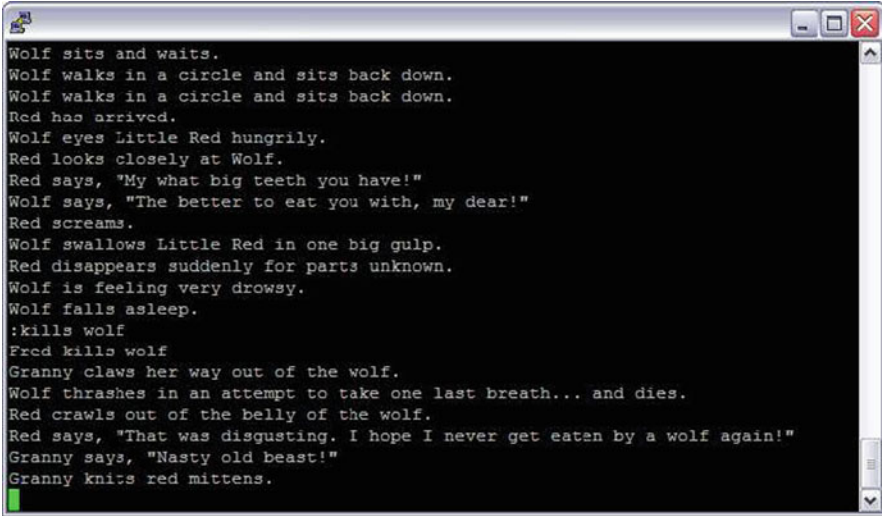 Wolf sits and waits.
Wolf walks in a circle and sits back down.
Wolf walks in a circle and sits back down.
Red has arrived.
Wolf eyes Little Red hungrily.
Red looks closely at Wolf.
Red says, "My what big teeth you have!"
Wolf says, "The better to eat you with, my dear!"
Red screams.
Wolf swallows Little Red in one big gulp.
Red disappears suddenly for parts unknown.
Wolf is feeling very drowsy.
Wolf falls asleep.
:kills wolf
Fred kills wolf
Granny claws her way out of the wolf.
Wolf thrashes in an attempt to take one last breath... and dies.
Red crawls out of the belly of the wolf.
Red says, "That was disgusting. I hope I never get eaten by a wolf again!"
Granny says, "Nasty old beast!"
Granny knits red mittens.